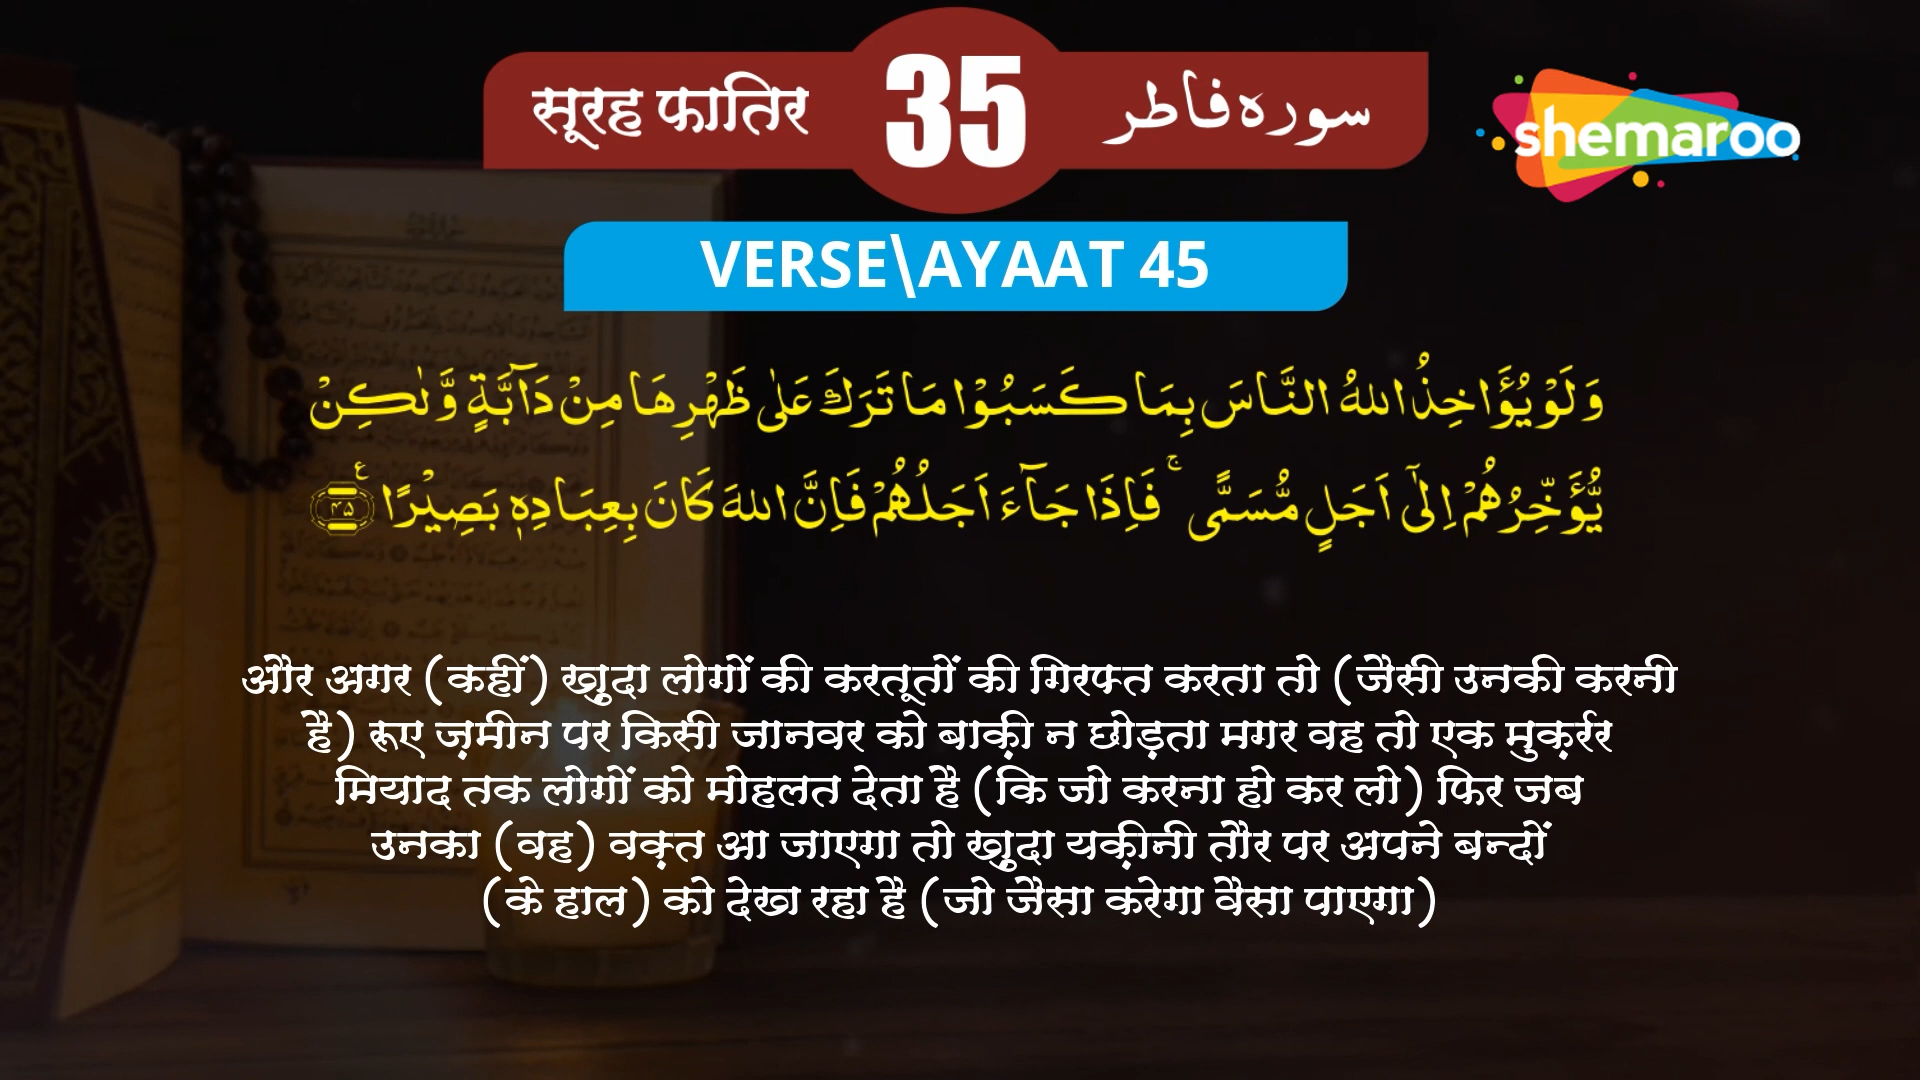 सूरह फातिर 35 سورہ فاطر
shemaroo
VERSE\AYAAT 45
وَلَوْ يُؤَاخِذُ اللهُ النَّاسَ بِمَا كَسَبُوْا مَا تَرَكَ عَلٰى ظَهْرِهَا مِنْ دَآبَّةٍ وَّلٰكِنْ
يُّؤَخِّرُهُمْ اِلٰٓى اَجَلٍ مُّسَمًّى ۚ فَاِذَا جَآءَ اَجَلُهُمْ فَاِنَّ اللهَ كَانَ بِعِبَادِهٖ بَصِيْرًا ع ۴۵
और अगर (कहीं) ख़ुदा लोगों की करतूतों की गिरफ्त करता तो (जैसी उनकी करनी
है) रूए ज़मीन पर किसी जानवर को बाक़ी न छोड़ता मगर वह तो एक मुक़र्रर
मियाद तक लोगों को मोहलत देता है (कि जो करना हो कर लो) फिर जब
उनका (वह) वक़्त आ जाएगा तो ख़ुदा यक़ीनी तौर पर अपने बन्दों
(के हाल) को देख रहा है (जो जैसा करेगा वैसा पाएगा)